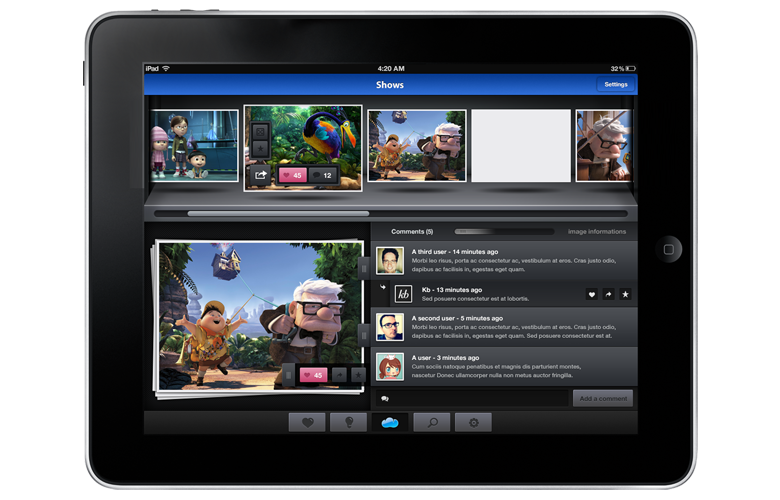 iPad 4:20 AM 32 %
Shows Settings
45 12
Comments (5) image informations
A third user - 14 minutes ago
Morbi leo risus, porta ac consectetur ac, vestibulum at eros. Cras justo odio,
dapibus ac facilisis in, egestas eget quam.
kb Kb - 13 minutes ago
Sed posuere consectetur est at lobortis.
A second user - 5 minutes ago
Morbi leo risus, porta ac consectetur ac, vestibulum at eros. Cras justo odio,
dapibus ac facilisis in, egestas eget quam. Sed posuere consectetur est at.
A user - 3 minutes ago
Cum sociis natoque penatibus et magnis dis parturient montes,
nascetur Donec ullamcorper nulla non metus auctor fringilla.
45
Add a comment